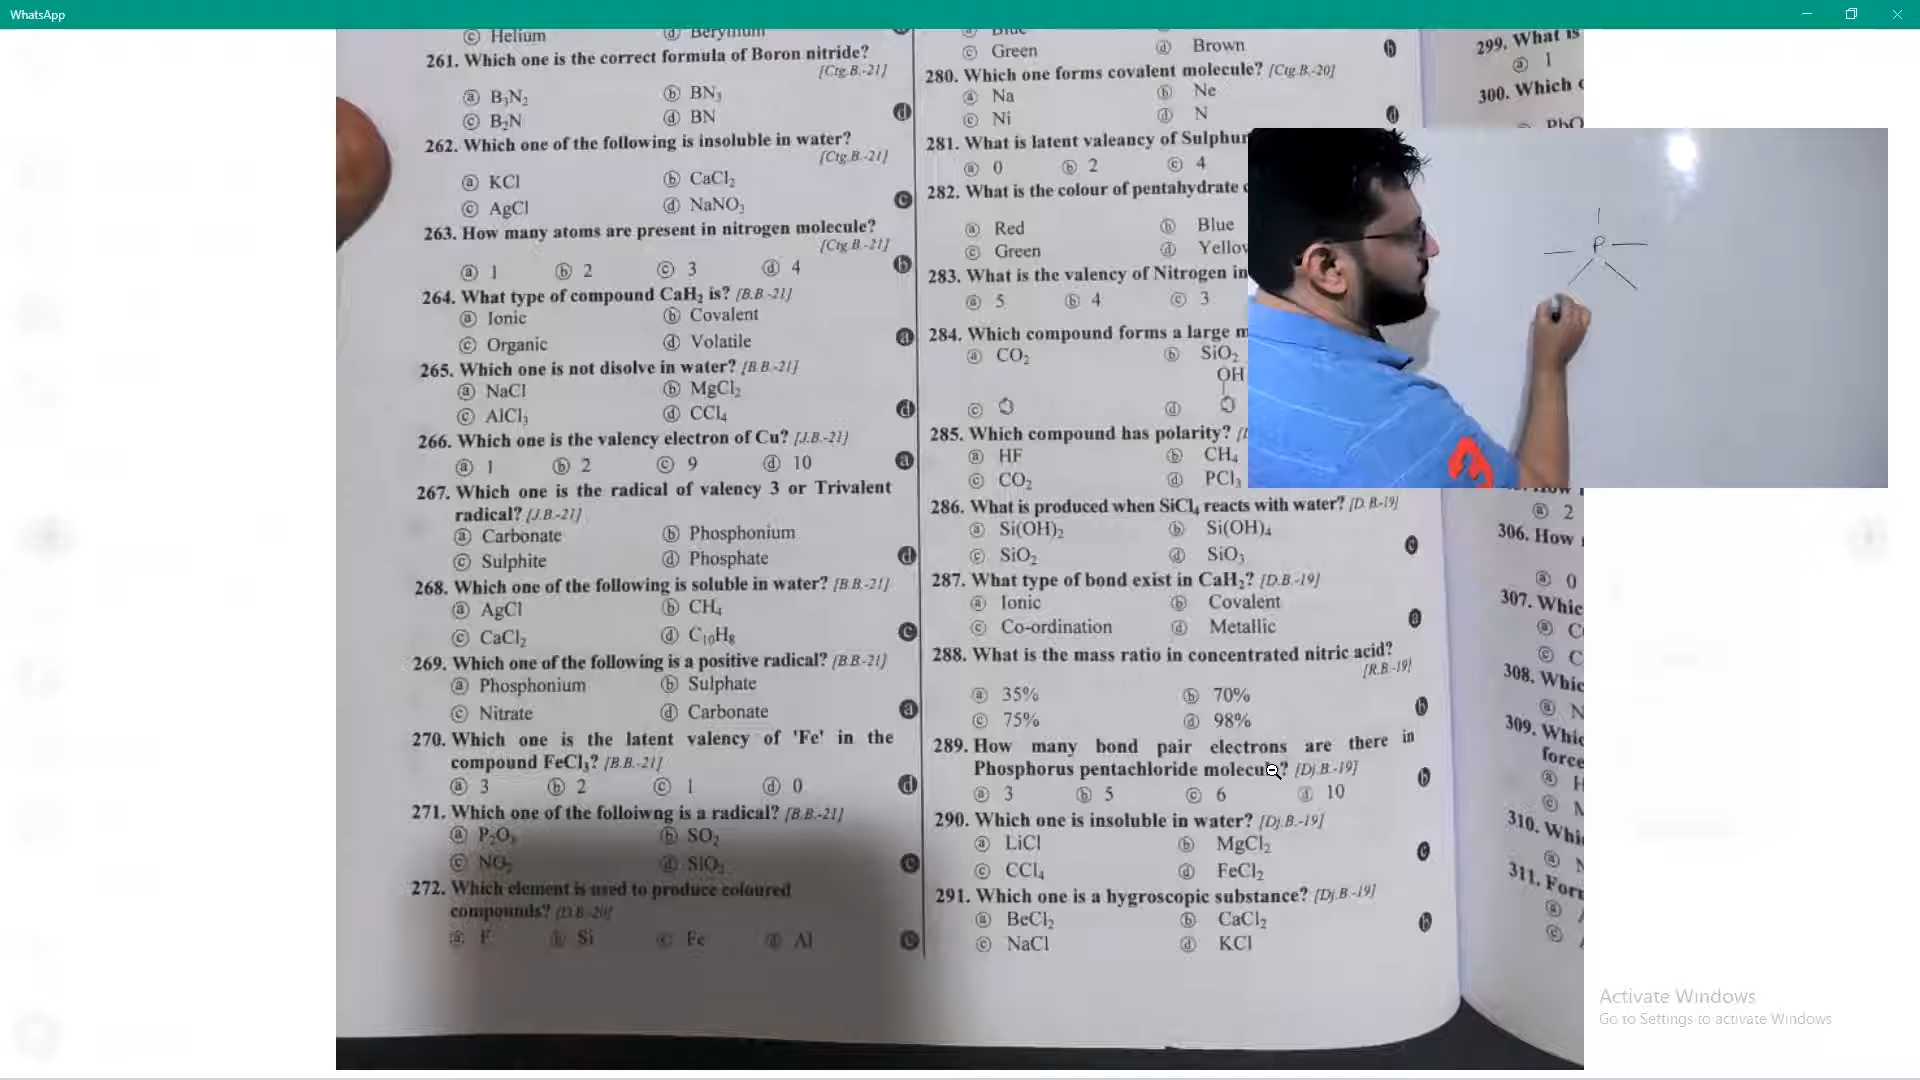 WhatsApp
ⓒ Helium ⓓ Beryllium
261. Which one is the correct formula of Boron nitride?
[Ctg.B.-21]
ⓐ B₃N₂ ⓑ BN₃
ⓒ B₂N ⓓ BN ⓓ
262. Which one of the following is insoluble in water?
[Ctg.B.-21]
ⓐ KCl ⓑ CaCl₂
ⓒ AgCl ⓓ NaNO₃ ⓒ
263. How many atoms are present in nitrogen molecule?
[Ctg.B.-21]
ⓐ 1 ⓑ 2 ⓒ 3 ⓓ 4 ⓑ
264. What type of compound CaH₂ is? [B.B.-21]
ⓐ Ionic ⓑ Covalent
ⓒ Organic ⓓ Volatile ⓐ
265. Which one is not disolve in water? [B.B.-21]
ⓐ NaCl ⓑ MgCl₂
ⓒ AlCl₃ ⓓ CCl₄ ⓓ
266. Which one is the valency electron of Cu? [J.B.-21]
ⓐ 1 ⓑ 2 ⓒ 9 ⓓ 10 ⓐ
267. Which one is the radical of valency 3 or Trivalent
radical? [J.B.-21]
ⓐ Carbonate ⓑ Phosphonium
ⓒ Sulphite ⓓ Phosphate ⓓ
268. Which one of the following is soluble in water? [B.B.-21]
ⓐ AgCl ⓑ CH₄
ⓒ CaCl₂ ⓓ C₁₀H₈ ⓒ
269. Which one of the following is a positive radical? [B.B.-21]
ⓐ Phosphonium ⓑ Sulphate
ⓒ Nitrate ⓓ Carbonate ⓐ
270. Which one is the latent valency of 'Fe' in the
compound FeCl₃? [B.B.-21]
ⓐ 3 ⓑ 2 ⓒ 1 ⓓ 0 ⓓ
271. Which one of the folloiwng is a radical? [B.B.-21]
ⓐ P₂O₅ ⓑ SO₂
ⓒ NO₂ ⓓ SiO₂ ⓒ
272. Which element is used to produce coloured
compounds? [D.B.-20]
ⓐ F ⓑ Si ⓒ Fe ⓓ Al ⓒ
ⓐ Blue
ⓒ Green ⓓ Brown ⓑ
280. Which one forms covalent molecule? [Ctg.B.-20]
ⓐ Na ⓑ Ne
ⓒ Ni ⓓ N ⓓ
281. What is latent valeancy of Sulphur
ⓐ 0 ⓑ 2 ⓒ 4
282. What is the colour of pentahydrate
ⓐ Red ⓑ Blue
ⓒ Green ⓓ Yellow
283. What is the valency of Nitrogen in
ⓐ 5 ⓑ 4 ⓒ 3
284. Which compound forms a large m
ⓐ CO₂ ⓑ SiO₂
OH
ⓒ ⓓ
285. Which compound has polarity?
ⓐ HF ⓑ CH₄
ⓒ CO₂ ⓓ PCl₃
286. What is produced when SiCl₄ reacts with water? [D.B.-19]
ⓐ Si(OH)₂ ⓑ Si(OH)₄
ⓒ SiO₂ ⓓ SiO₃ ⓒ
287. What type of bond exist in CaH₂? [D.B.-19]
ⓐ Ionic ⓑ Covalent
ⓒ Co-ordination ⓓ Metallic ⓐ
288. What is the mass ratio in concentrated nitric acid?
[R.B.-19]
ⓐ 35% ⓑ 70%
ⓒ 75% ⓓ 98% ⓑ
289. How many bond pair electrons are there in
Phosphorus pentachloride molecule? [Dj.B.-19]
ⓐ 3 ⓑ 5 ⓒ 6 ⓓ 10 ⓑ
290. Which one is insoluble in water? [Dj.B.-19]
ⓐ LiCl ⓑ MgCl₂
ⓒ CCl₄ ⓓ FeCl₂ ⓒ
291. Which one is a hygroscopic substance? [Dj.B.-19]
ⓐ BeCl₂ ⓑ CaCl₂
ⓒ NaCl ⓓ KCl ⓑ
299. What is
ⓐ 1
300. Which
PbO
P
ⓐ 2
306. How
ⓐ 0
307. Whic
ⓐ C
ⓒ C
308. Whic
ⓐ N
309. Whic
force
ⓐ H
ⓒ M
310. Whi
ⓐ N
311. Forr
ⓐ
ⓒ
Activate Windows
Go to Settings to activate Windows